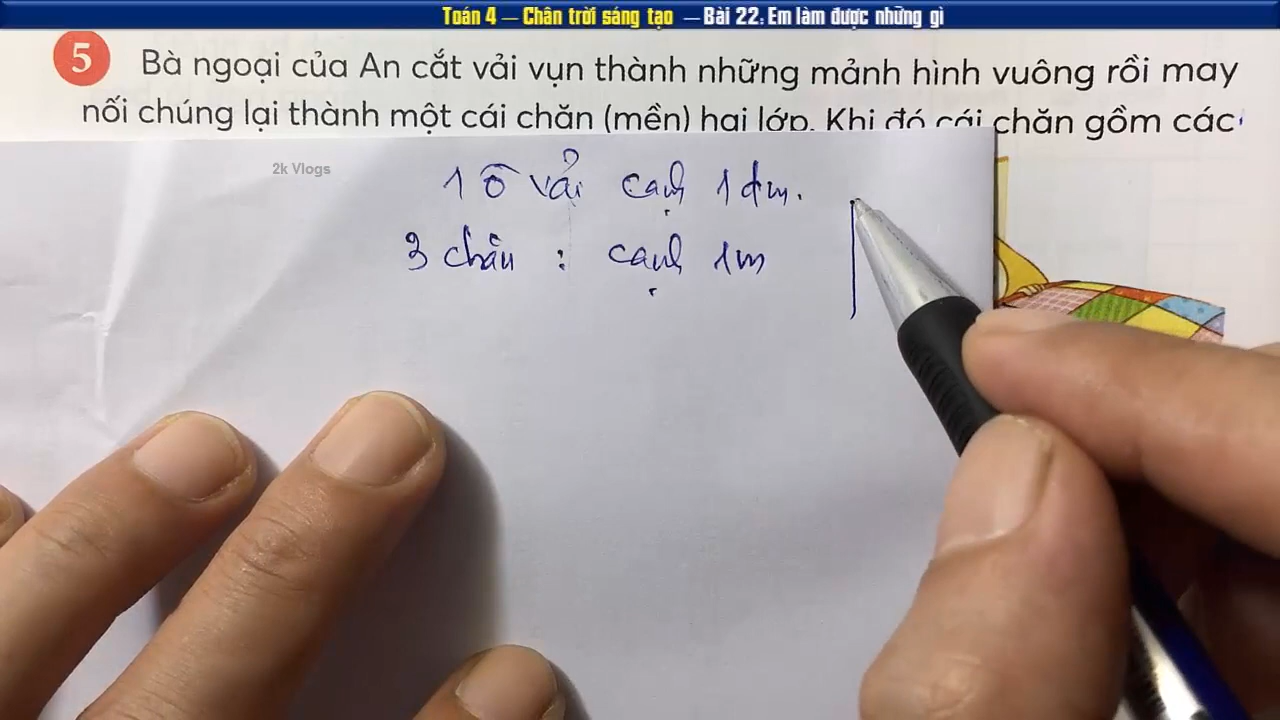 Toán 4 – Chân trời sáng tạo – Bài 22: Em làm được những gì
5 Bà ngoại của An cắt vải vụn thành những mảnh hình vuông rồi may
nối chúng lại thành một cái chăn (mền) hai lớp. Khi đó cái chăn gồm các
2k Vlogs
1 ô vải cạnh 1dm.
3 chăn : cạnh 1m